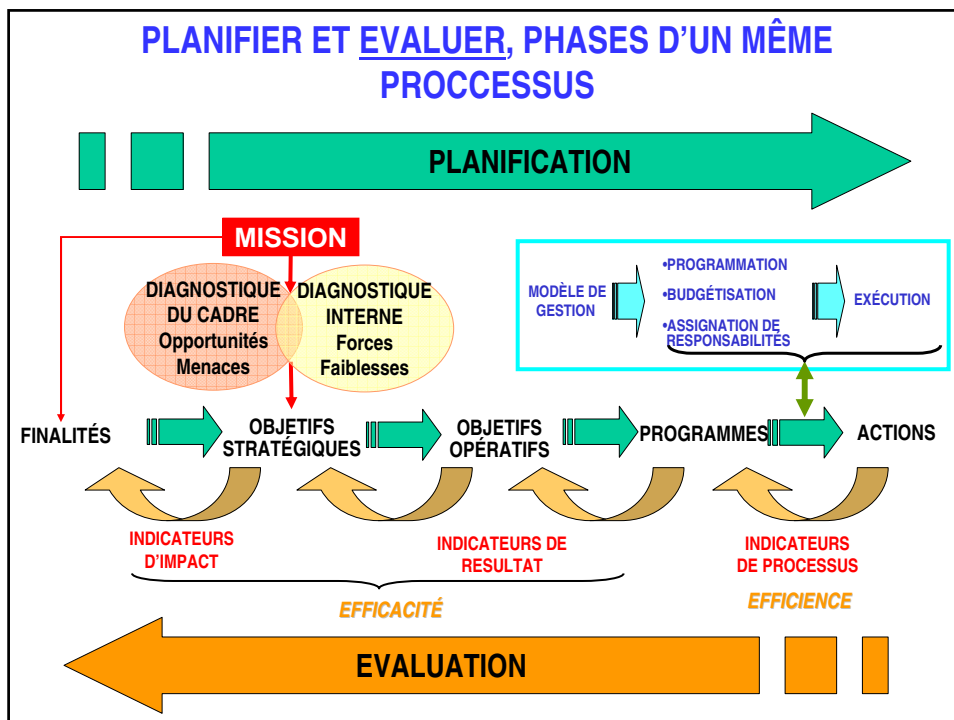 PLANIFIER ET EVALUER, PHASES D'UN MÊME
PROCCESSUS
PLANIFICATION
MISSION
DIAGNOSTIQUE
DU CADRE
Opportunités
Menaces
DIAGNOSTIQUE
INTERNE
Forces
Faiblesses
MODÈLE DE
GESTION
•PROGRAMMATION
•BUDGÉTISATION
•ASSIGNATION DE
RESPONSABILITÉS
EXÉCUTION
FINALITÉS
OBJETIFS
STRATÉGIQUES
OBJETIFS
OPÉRATIFS
PROGRAMMES
ACTIONS
INDICATEURS
D'IMPACT
INDICATEURS DE
RESULTAT
INDICATEURS
DE PROCESSUS
EFFICACITÉ
EFFICIENCE
EVALUATION